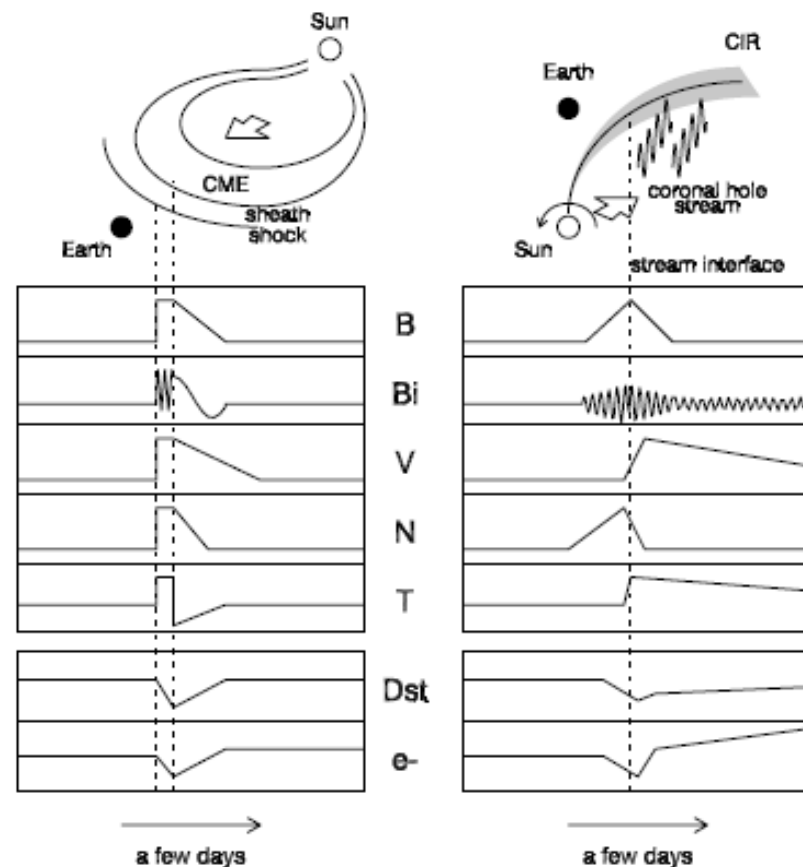 Sun
CME
sheath
shock
Earth
CIR
Earth
coronal hole
stream
Sun
stream interface
B
Bi
V
N
T
Dst
e-
a few days
a few days